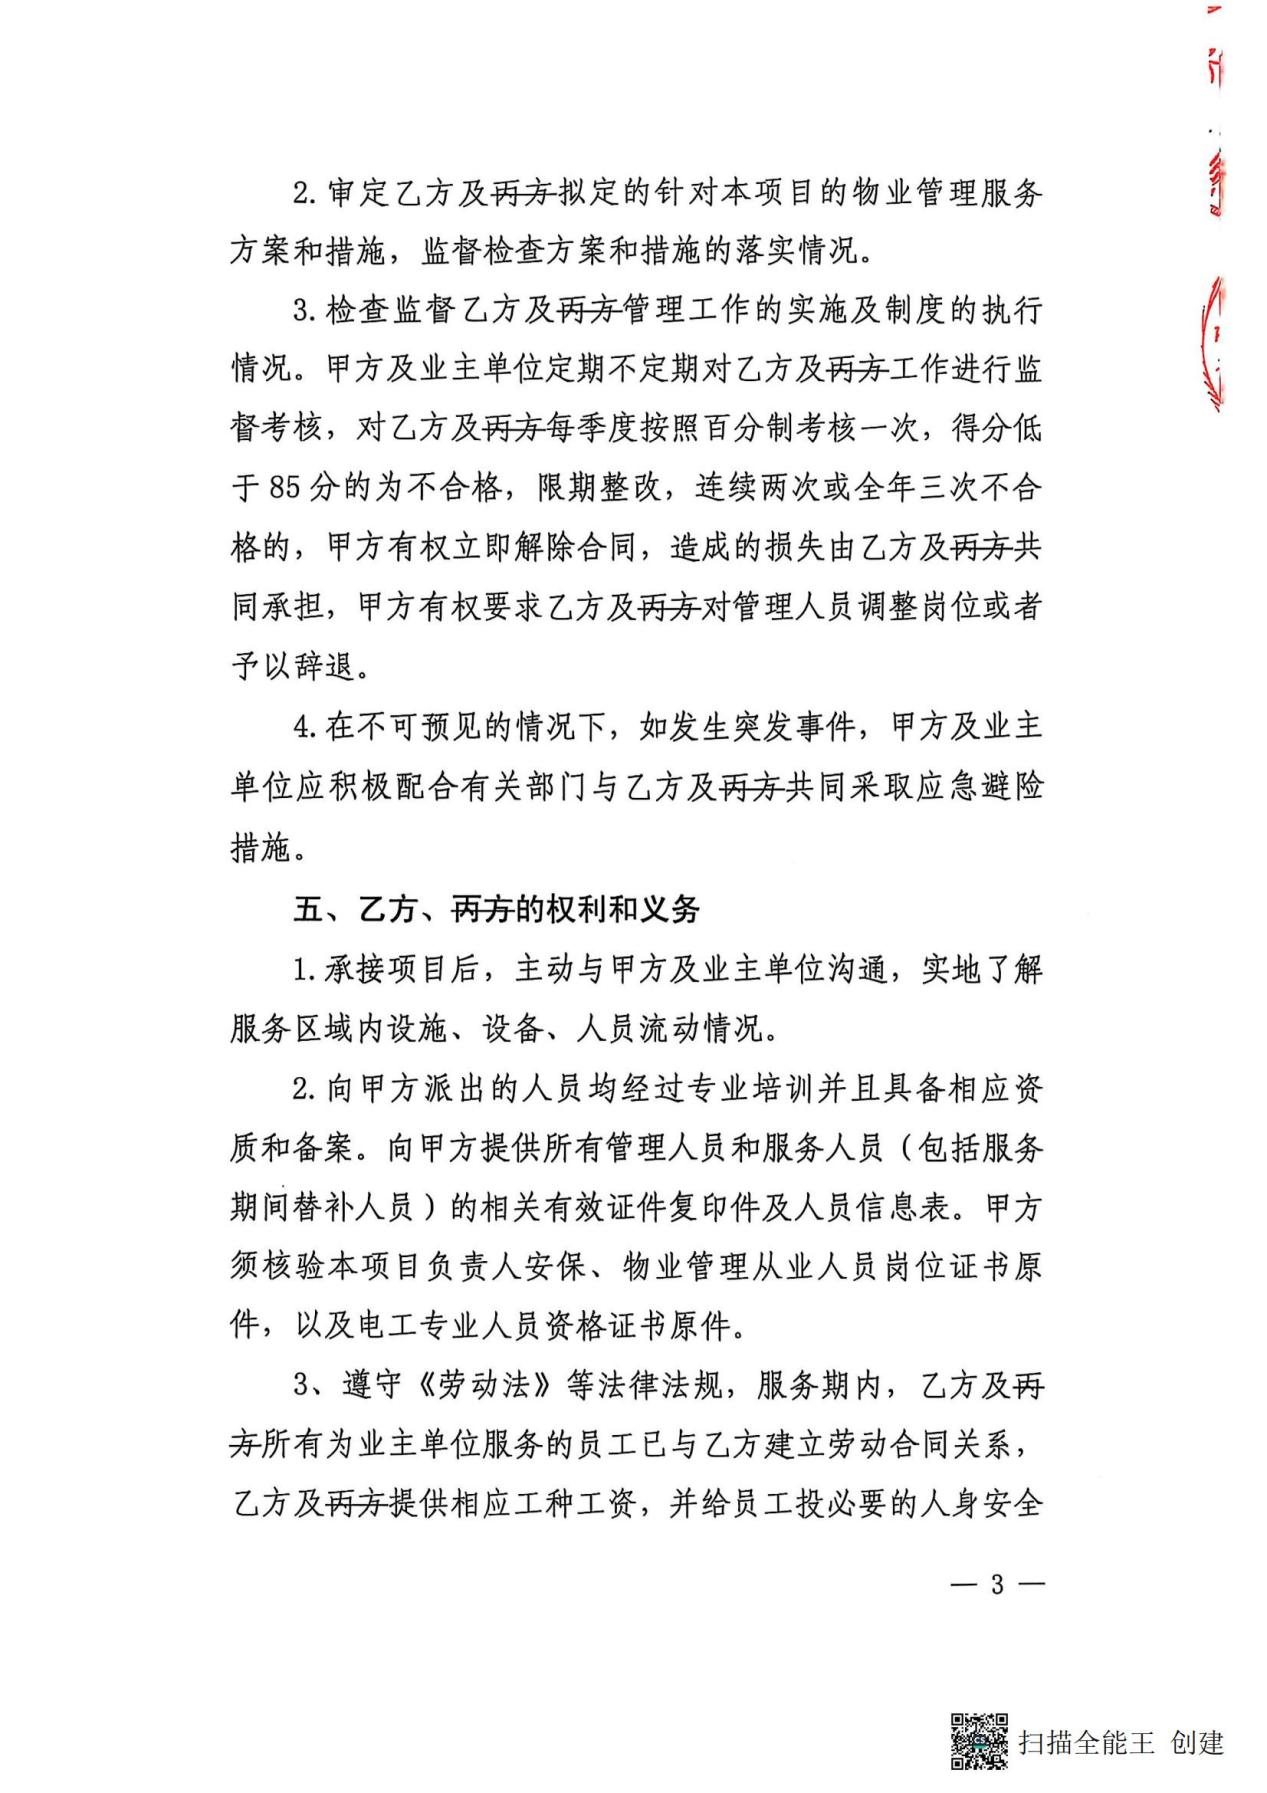 2.审定乙方及丙方拟定的针对本项目的物业管理服务
方案和措施，监督检查方案和措施的落实情况。
3.检查监督乙方及丙方管理工作的实施及制度的执行
情况。甲方及业主单位定期不定期对乙方及丙方工作进行监
督考核，对乙方及丙方每季度按照百分制考核一次，得分低
于85分的为不合格，限期整改，连续两次或全年三次不合
格的，甲方有权立即解除合同，造成的损失由乙方及丙方共
同承担，甲方有权要求乙方及丙方对管理人员调整岗位或者
予以辞退。
4.在不可预见的情况下，如发生突发事件，甲方及业主
单位应积极配合有关部门与乙方及丙方共同采取应急避险
措施。
五、乙方、丙方的权利和义务
1.承接项目后，主动与甲方及业主单位沟通，实地了解
服务区域内设施、设备、人员流动情况。
2.向甲方派出的人员均经过专业培训并且具备相应资
质和备案。向甲方提供所有管理人员和服务人员（包括服务
期间替补人员）的相关有效证件复印件及人员信息表。甲方
须核验本项目负责人安保、物业管理从业人员岗位证书原
件，以及电工专业人员资格证书原件。
3、遵守《劳动法》等法律法规，服务期内，乙方及丙
方所有为业主单位服务的员工已与乙方建立劳动合同关系，
乙方及丙方提供相应工种工资，并给员工投必要的人身安全
— 3 —
扫描全能王 创建